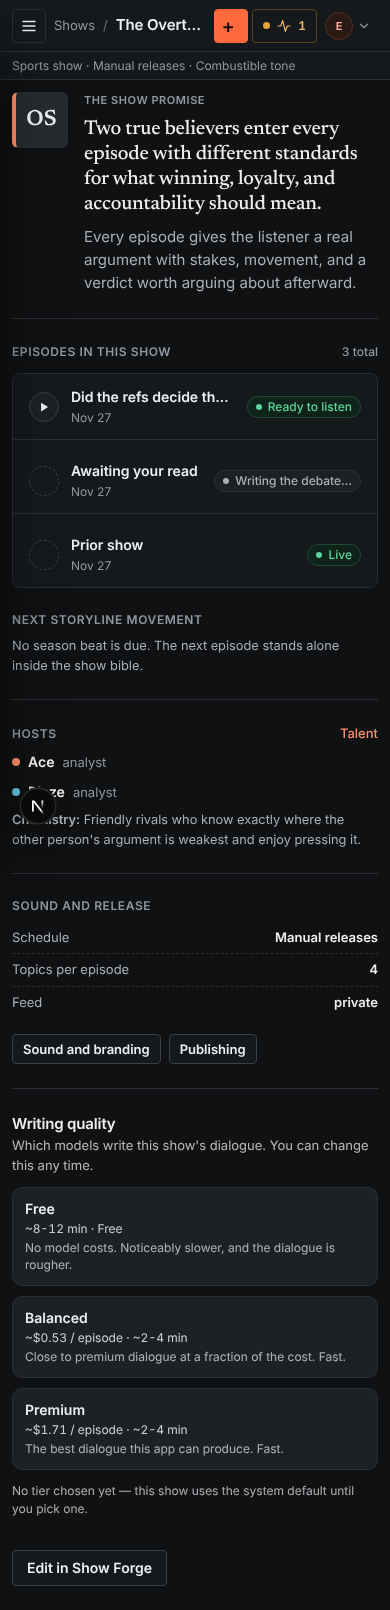 Shows / The Overt...
+
1
E
Sports show · Manual releases · Combustible tone
OS
THE SHOW PROMISE
Two true believers enter every
episode with different standards
for what winning, loyalty, and
accountability should mean.
Every episode gives the listener a real
argument with stakes, movement, and a
verdict worth arguing about afterward.
EPISODES IN THIS SHOW
3 total
Did the refs decide th...
Nov 27
Ready to listen
Awaiting your read
Nov 27
Writing the debate...
Prior show
Nov 27
Live
NEXT STORYLINE MOVEMENT
No season beat is due. The next episode stands alone
inside the show bible.
HOSTS
Talent
Ace analyst
analyst
N
Friendly rivals who know exactly where the
other person's argument is weakest and enjoy pressing it.
SOUND AND RELEASE
Schedule
Manual releases
Topics per episode
4
Feed
private
Sound and branding
Publishing
Writing quality
Which models write this show's dialogue. You can change
this any time.
Free
~8-12 min · Free
No model costs. Noticeably slower, and the dialogue is
rougher.
Balanced
~$0.53 / episode · ~2-4 min
Close to premium dialogue at a fraction of the cost. Fast.
Premium
~$1.71 / episode · ~2-4 min
The best dialogue this app can produce. Fast.
No tier chosen yet — this show uses the system default until
you pick one.
Edit in Show Forge